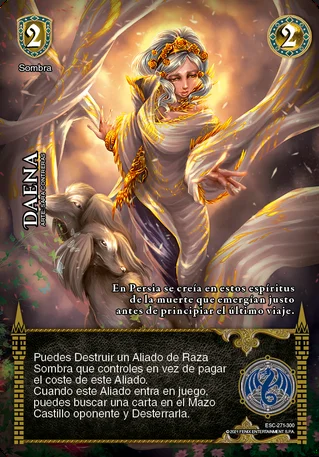 2
2
Sombra
DAENA
En Persia se creía en estos espíritus
de la muerte que emergían justo
antes de principiar el último viaje.
Puedes Destruir un Aliado de Raza
Sombra que controles en vez de pagar
el coste de este Aliado.
Cuando este Aliado entra en juego,
puedes buscar una carta en el Mazo
Castillo oponente y Desterrarla.
ESC-271-300
© 2021 FENIX ENTERTAINMENT S.P.A.